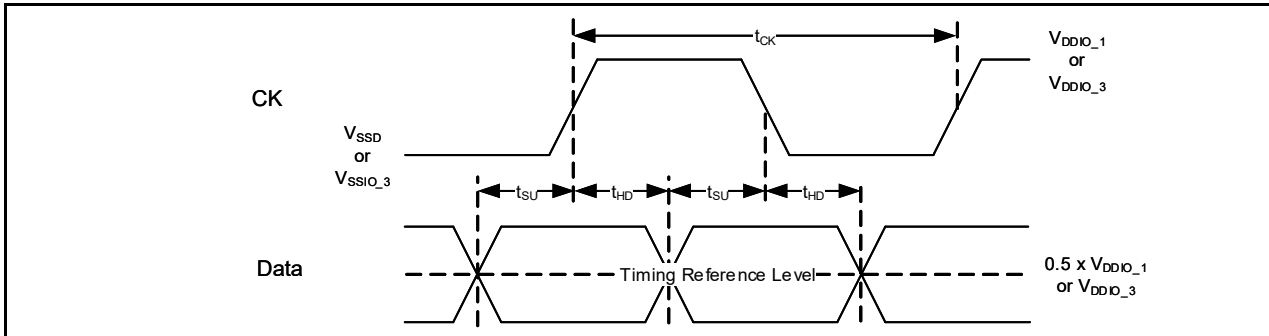 tCK
VDDIO_1
or
VDDIO_3
CK
VSSD
or
VSSIO_3
tSU
tHD
tSU
tHD
Data
Timing Reference Level
0.5 x VDDIO_1
or VDDIO_3